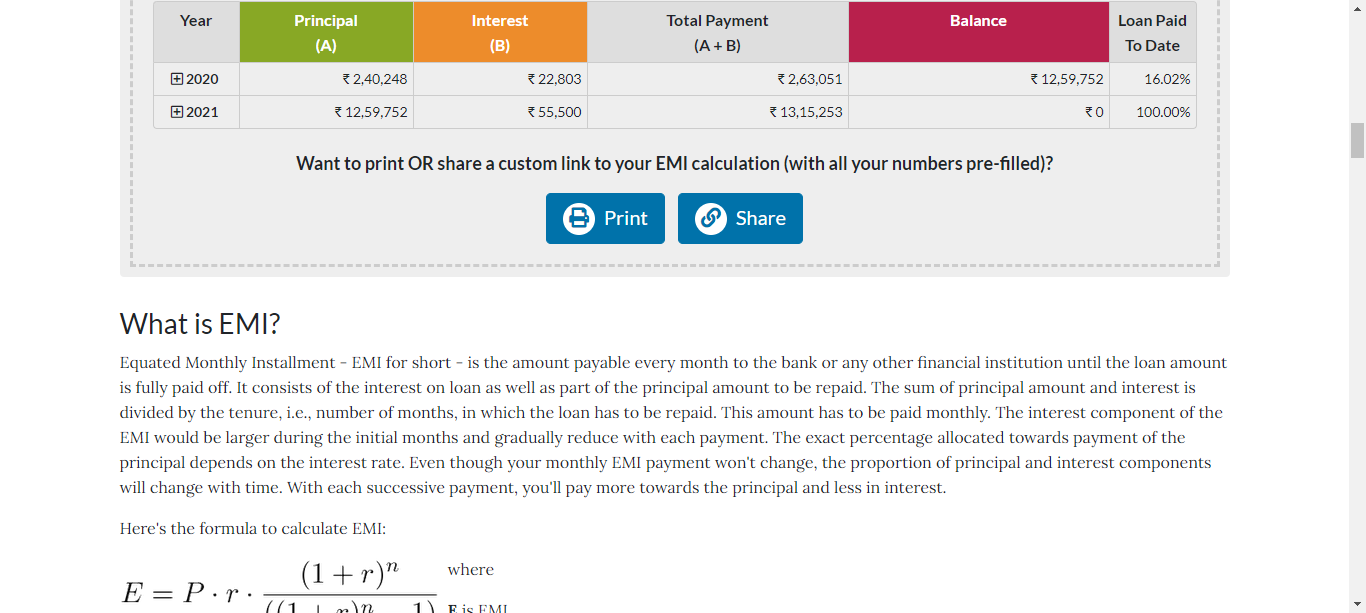 Year Principal Interest Total Payment Balance Loan Paid
(A) (B) (A + B) To Date
2020 ₹ 2,40,248 ₹ 22,803 ₹ 2,63,051 ₹ 12,59,752 16.02%
2021 ₹ 12,59,752 ₹ 55,500 ₹ 13,15,253 ₹ 0 100.00%
Want to print OR share a custom link to your EMI calculation (with all your numbers pre-filled)?
Print Share
What is EMI?
Equated Monthly Installment - EMI for short - is the amount payable every month to the bank or any other financial institution until the loan amount
is fully paid off. It consists of the interest on loan as well as part of the principal amount to be repaid. The sum of principal amount and interest is
divided by the tenure, i.e., number of months, in which the loan has to be repaid. This amount has to be paid monthly. The interest component of the
EMI would be larger during the initial months and gradually reduce with each payment. The exact percentage allocated towards payment of the
principal depends on the interest rate. Even though your monthly EMI payment won't change, the proportion of principal and interest components
will change with time. With each successive payment, you'll pay more towards the principal and less in interest.
Here's the formula to calculate EMI:
(1 + r)^n where
E = P · r ·
E is EMI